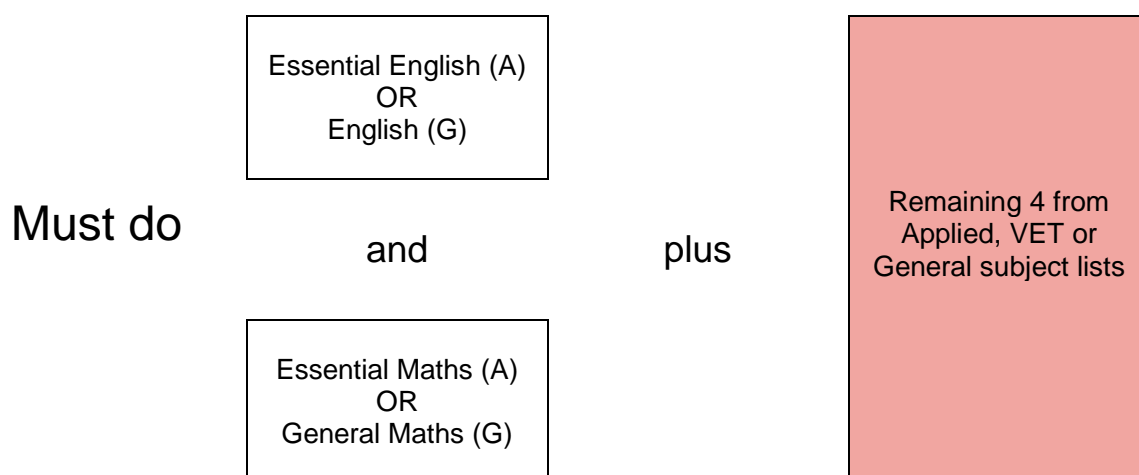 Must do
Essential English (A)
OR
English (G)
and
Essential Maths (A)
OR
General Maths (G)
plus
Remaining 4 from
Applied, VET or
General subject lists